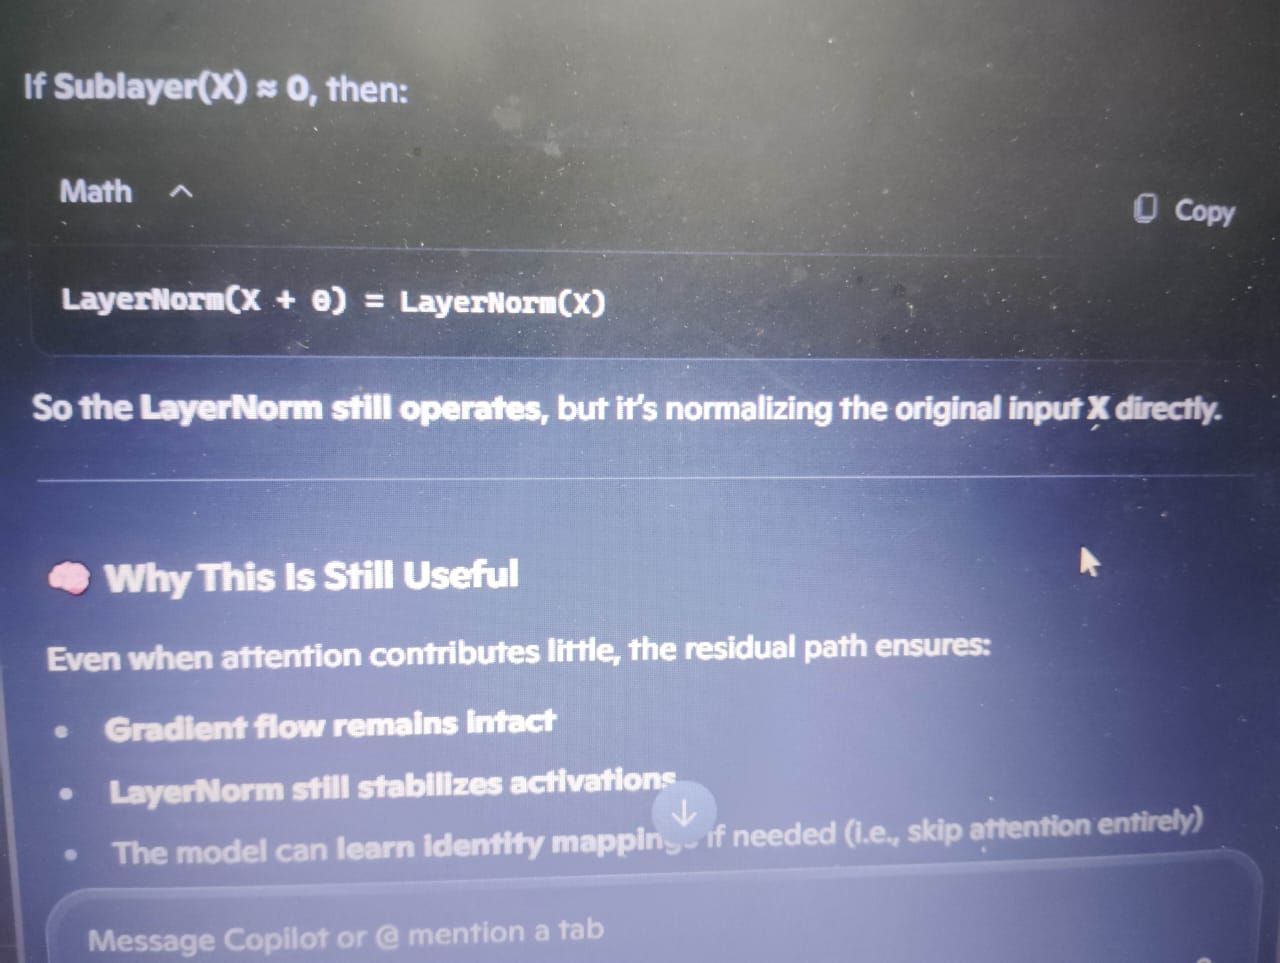 If Sublayer(X) ≈ 0, then:
Math
Copy
LayerNorm(X + 0) = LayerNorm(X)
So the LayerNorm still operates, but it's normalizing the original input X directly.
🧠 Why This Is Still Useful
Even when attention contributes little, the residual path ensures:
• Gradient flow remains intact
• LayerNorm still stabilizes activations
• The model can learn identity mapping if needed (i.e., skip attention entirely)
Message Copilot or @ mention a tab